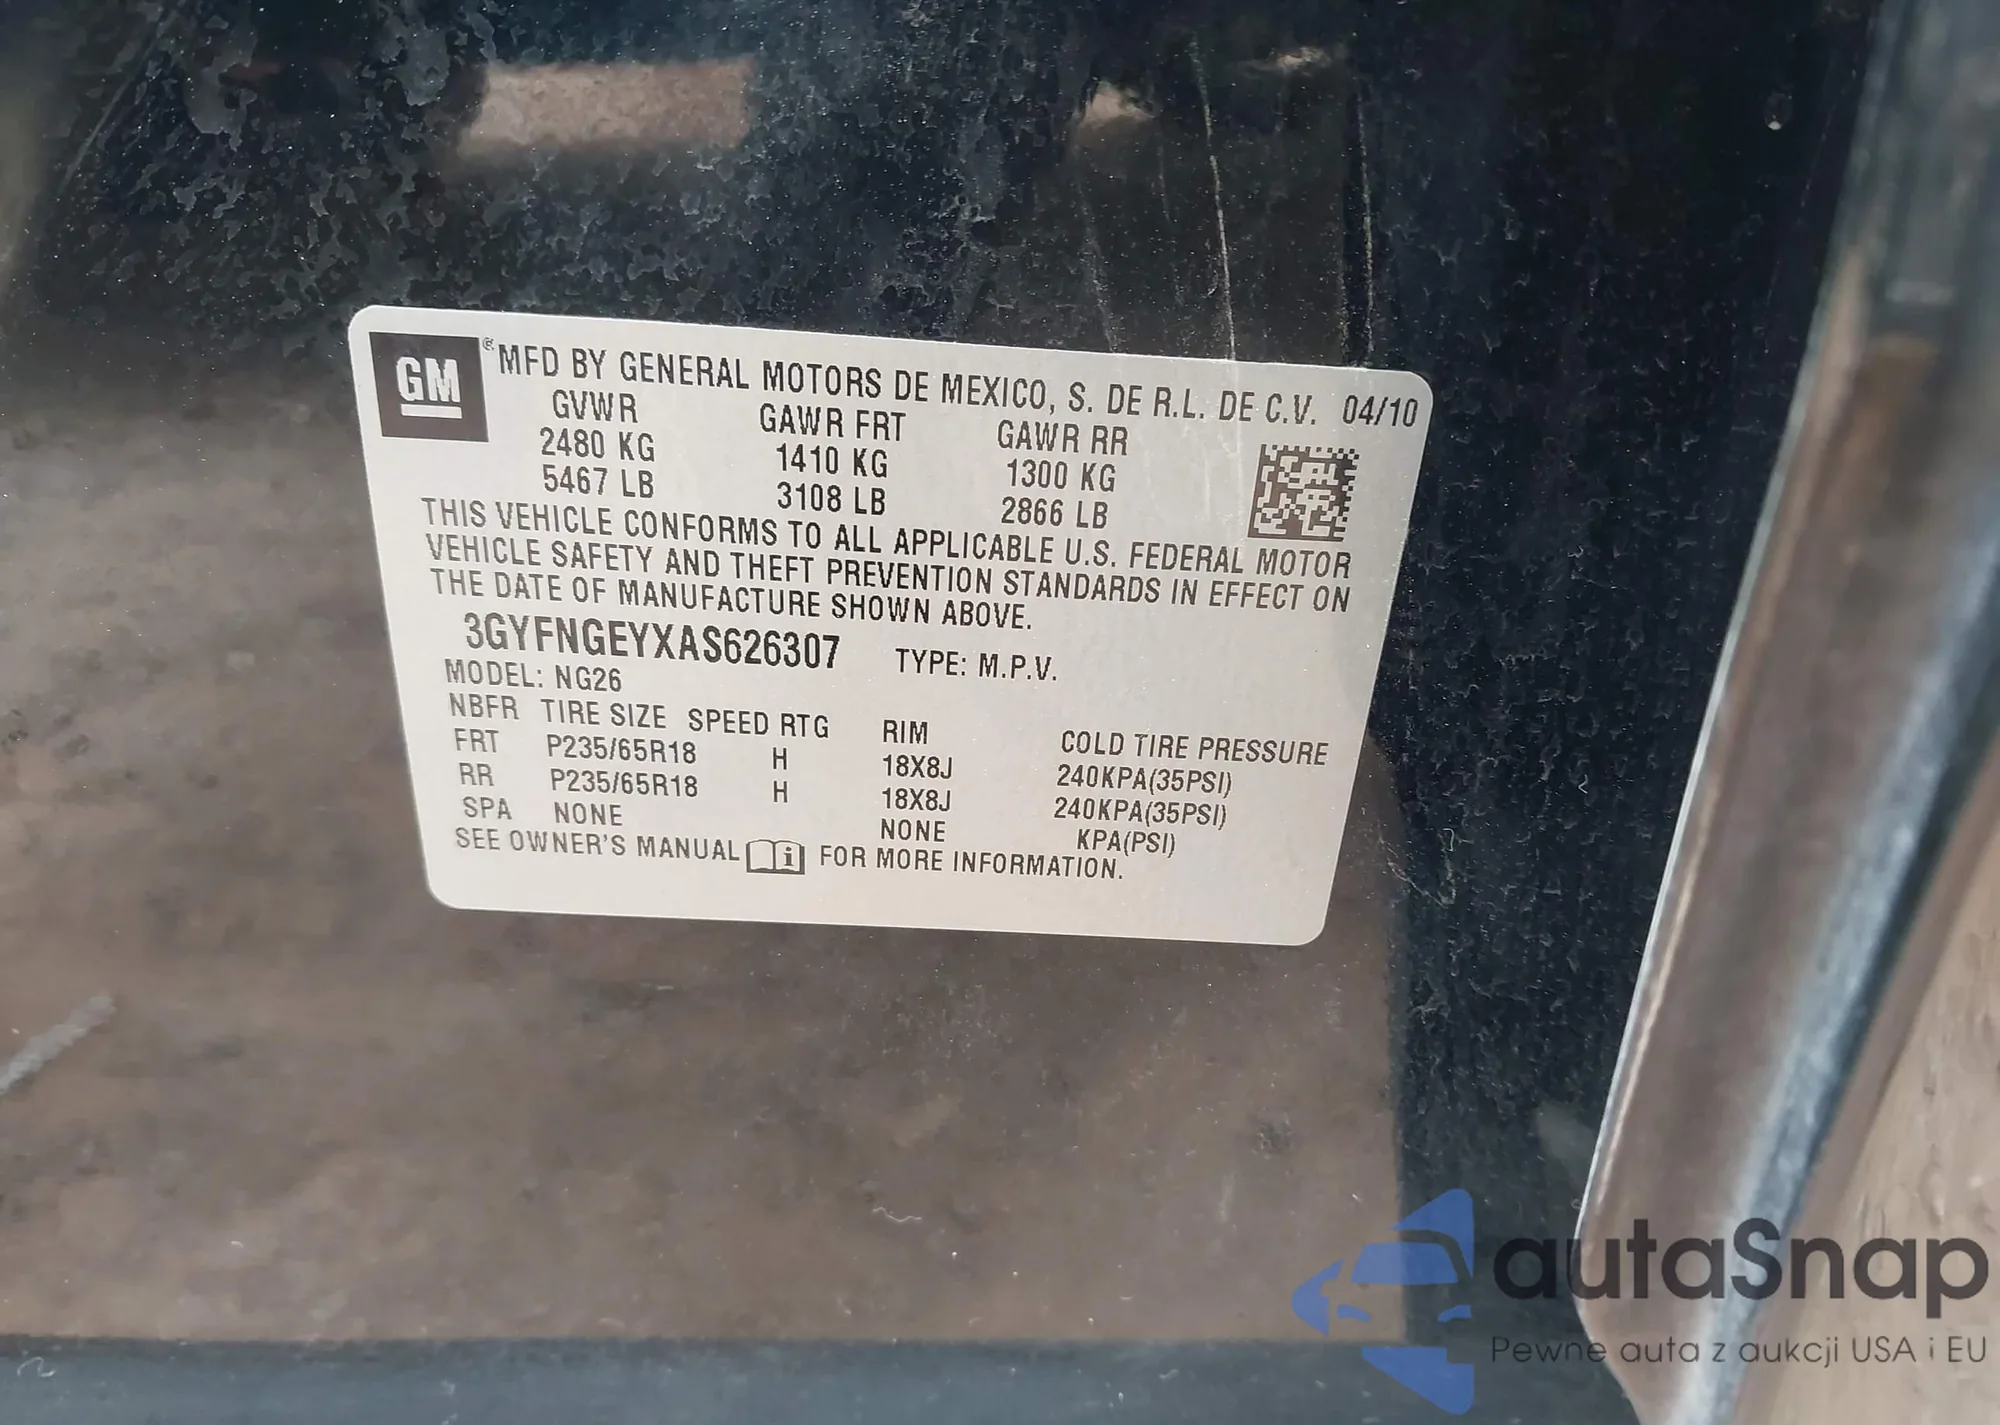 GM ® MFD BY GENERAL MOTORS DE MEXICO, S. DE R.L. DE C.V. 04/10
GVWR GAWR FRT GAWR RR
2480 KG 1410 KG 1300 KG
5467 LB 3108 LB 2866 LB
THIS VEHICLE CONFORMS TO ALL APPLICABLE U.S. FEDERAL MOTOR
VEHICLE SAFETY AND THEFT PREVENTION STANDARDS IN EFFECT ON
THE DATE OF MANUFACTURE SHOWN ABOVE.
3GYFNGEYXAS626307 TYPE: M.P.V.
MODEL: NG26
NBFR TIRE SIZE SPEED RTG RIM COLD TIRE PRESSURE
FRT P235/65R18 H 18X8J 240KPA(35PSI)
RR P235/65R18 H 18X8J 240KPA(35PSI)
SPA NONE NONE KPA(PSI)
SEE OWNER'S MANUAL i FOR MORE INFORMATION.
autaSnap
Pewne auta z aukcji USA i EU